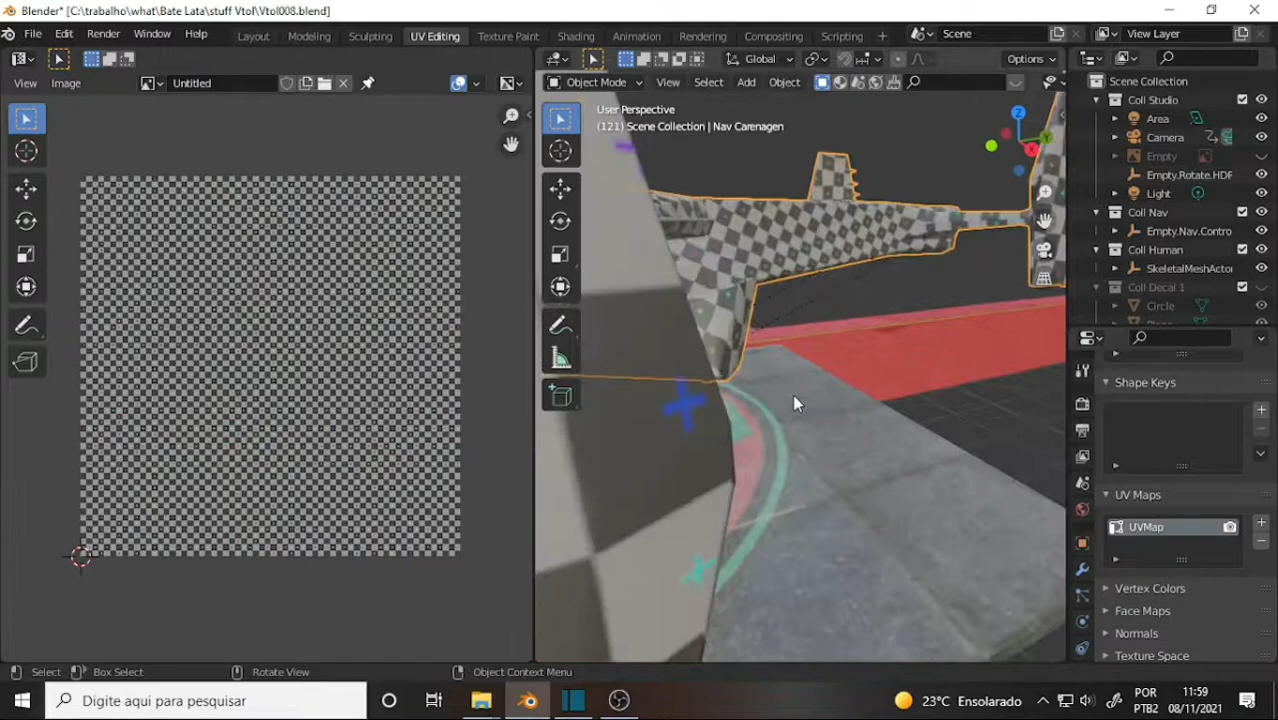 Blender* [C:\trabalho\what\Bate Lata\stuff Vtol\Vtol008.blend]
File Edit Render Window Help Layout Modeling Sculpting UV Editing Texture Paint Shading Animation Rendering Compositing Scripting Scene View Layer
Global Options
View Image Untitled Object Mode View Select Add Object
Scene Collection
Coll Studio
Area
Camera
Empty
Empty.Rotate.HDF
Light
Coll Nav
Empty.Nav.Contro
Coll Human
SkeletalMeshActo
Coll Decal 1
Circle
User Perspective
(121) Scene Collection | Nav Carenagen
Z
Y
X
Shape Keys
UV Maps
UVMap
Vertex Colors
Face Maps
Normals
Texture Space
Select Box Select Rotate View Object Context Menu
Digite aqui para pesquisar
23°C Ensolarado
POR
PTB2
11:59
08/11/2021